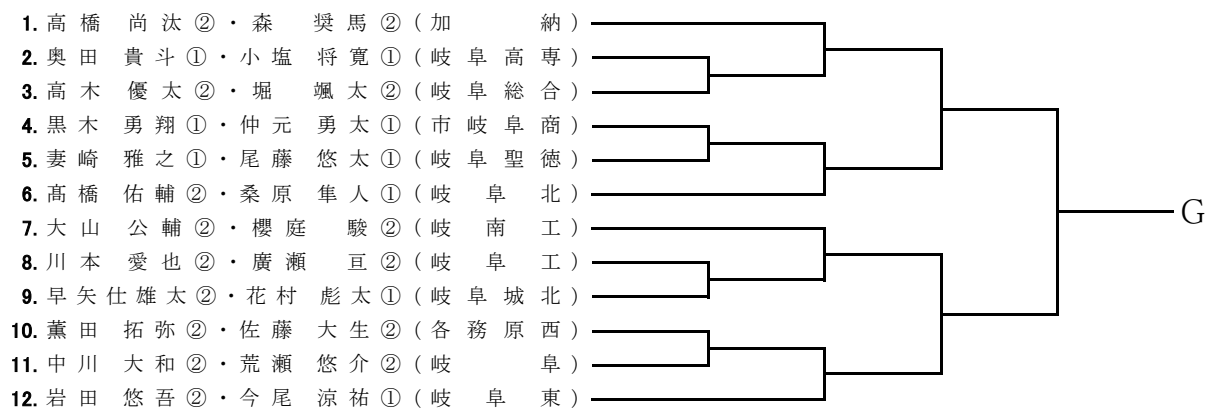 1. 高橋 尚汰②・森 奨馬②(加納)
2. 奥田 貴斗①・小塩 将寛①(岐阜高専)
3. 高木 優太②・堀 颯太②(岐阜総合)
4. 黒木 勇翔①・仲元 勇太①(市岐阜商)
5. 妻崎 雅之①・尾藤 悠太①(岐阜聖徳)
6. 髙橋 佑輔②・桑原 隼人①(岐阜北)
7. 大山 公輔②・櫻庭 駿②(岐南工)
8. 川本 愛也②・廣瀬 亘②(岐阜工)
9. 早矢仕雄太②・花村 彪太①(岐阜城北)
10. 薫田 拓弥②・佐藤 大生②(各務原西)
11. 中川 大和②・荒瀬 悠介②(岐阜)
12. 岩田 悠吾②・今尾 涼祐①(岐阜東)
G